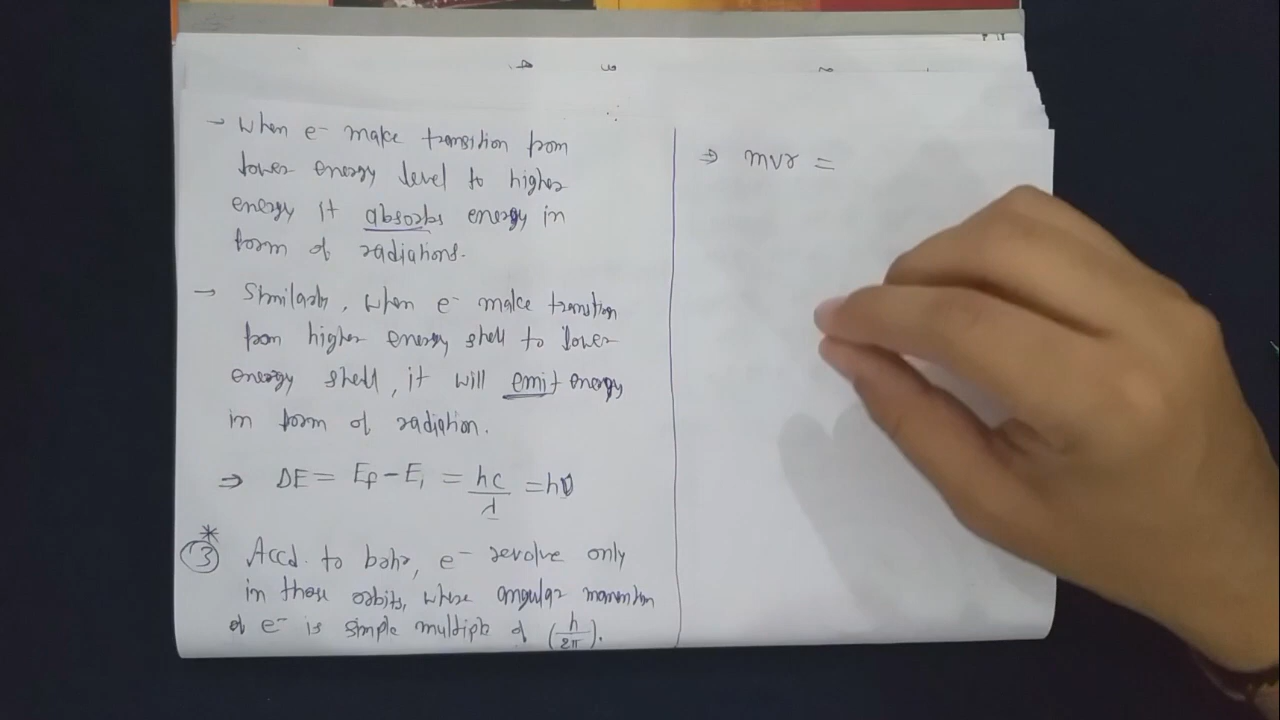 → When e⁻ make transition from
lower energy level to higher
energy it absorbs energy in
form of radiations.
→ Similarly, when e⁻ make transition
from higher energy shell to lower
energy shell, it will emit energy
in form of radiation.
⇒ ΔE = Ef − Ei = hc/λ = hν
*
③ Accd. to bohr, e⁻ revolve only
in those orbits, whose angular momentum
of e⁻ is simple multiple of (h/2π).
⇒ mvr =